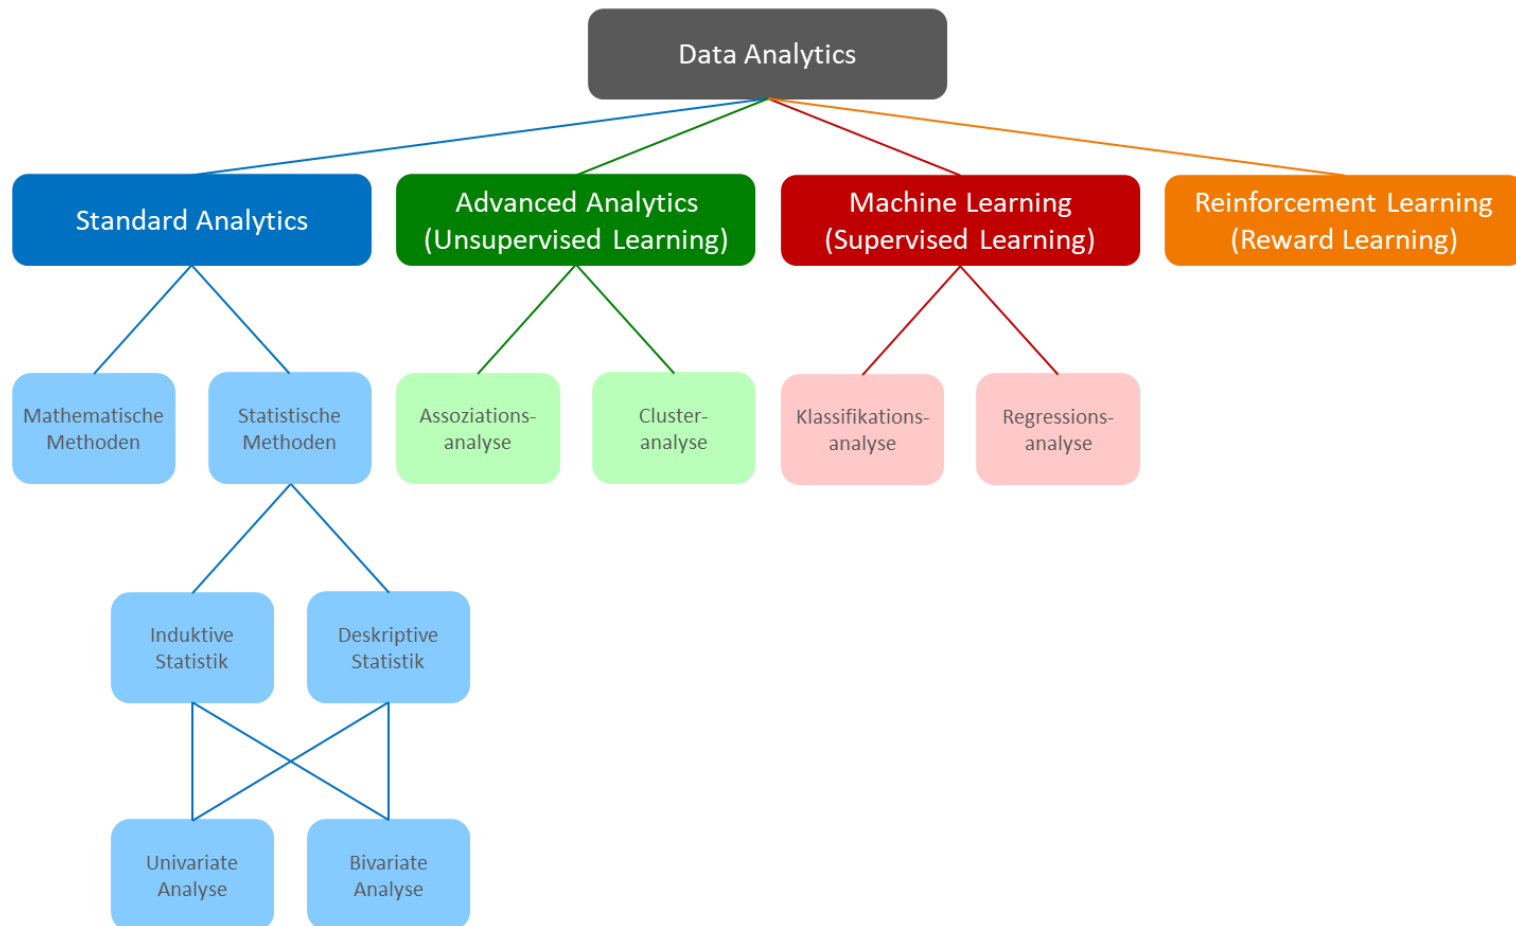 Data Analytics
Standard Analytics
Advanced Analytics
(Unsupervised Learning)
Machine Learning
(Supervised Learning)
Reinforcement Learning
(Reward Learning)
Mathematische
Methoden
Statistische
Methoden
Assoziations-
analyse
Cluster-
analyse
Klassifikations-
analyse
Regressions-
analyse
Induktive
Statistik
Deskriptive
Statistik
Univariate
Analyse
Bivariate
Analyse